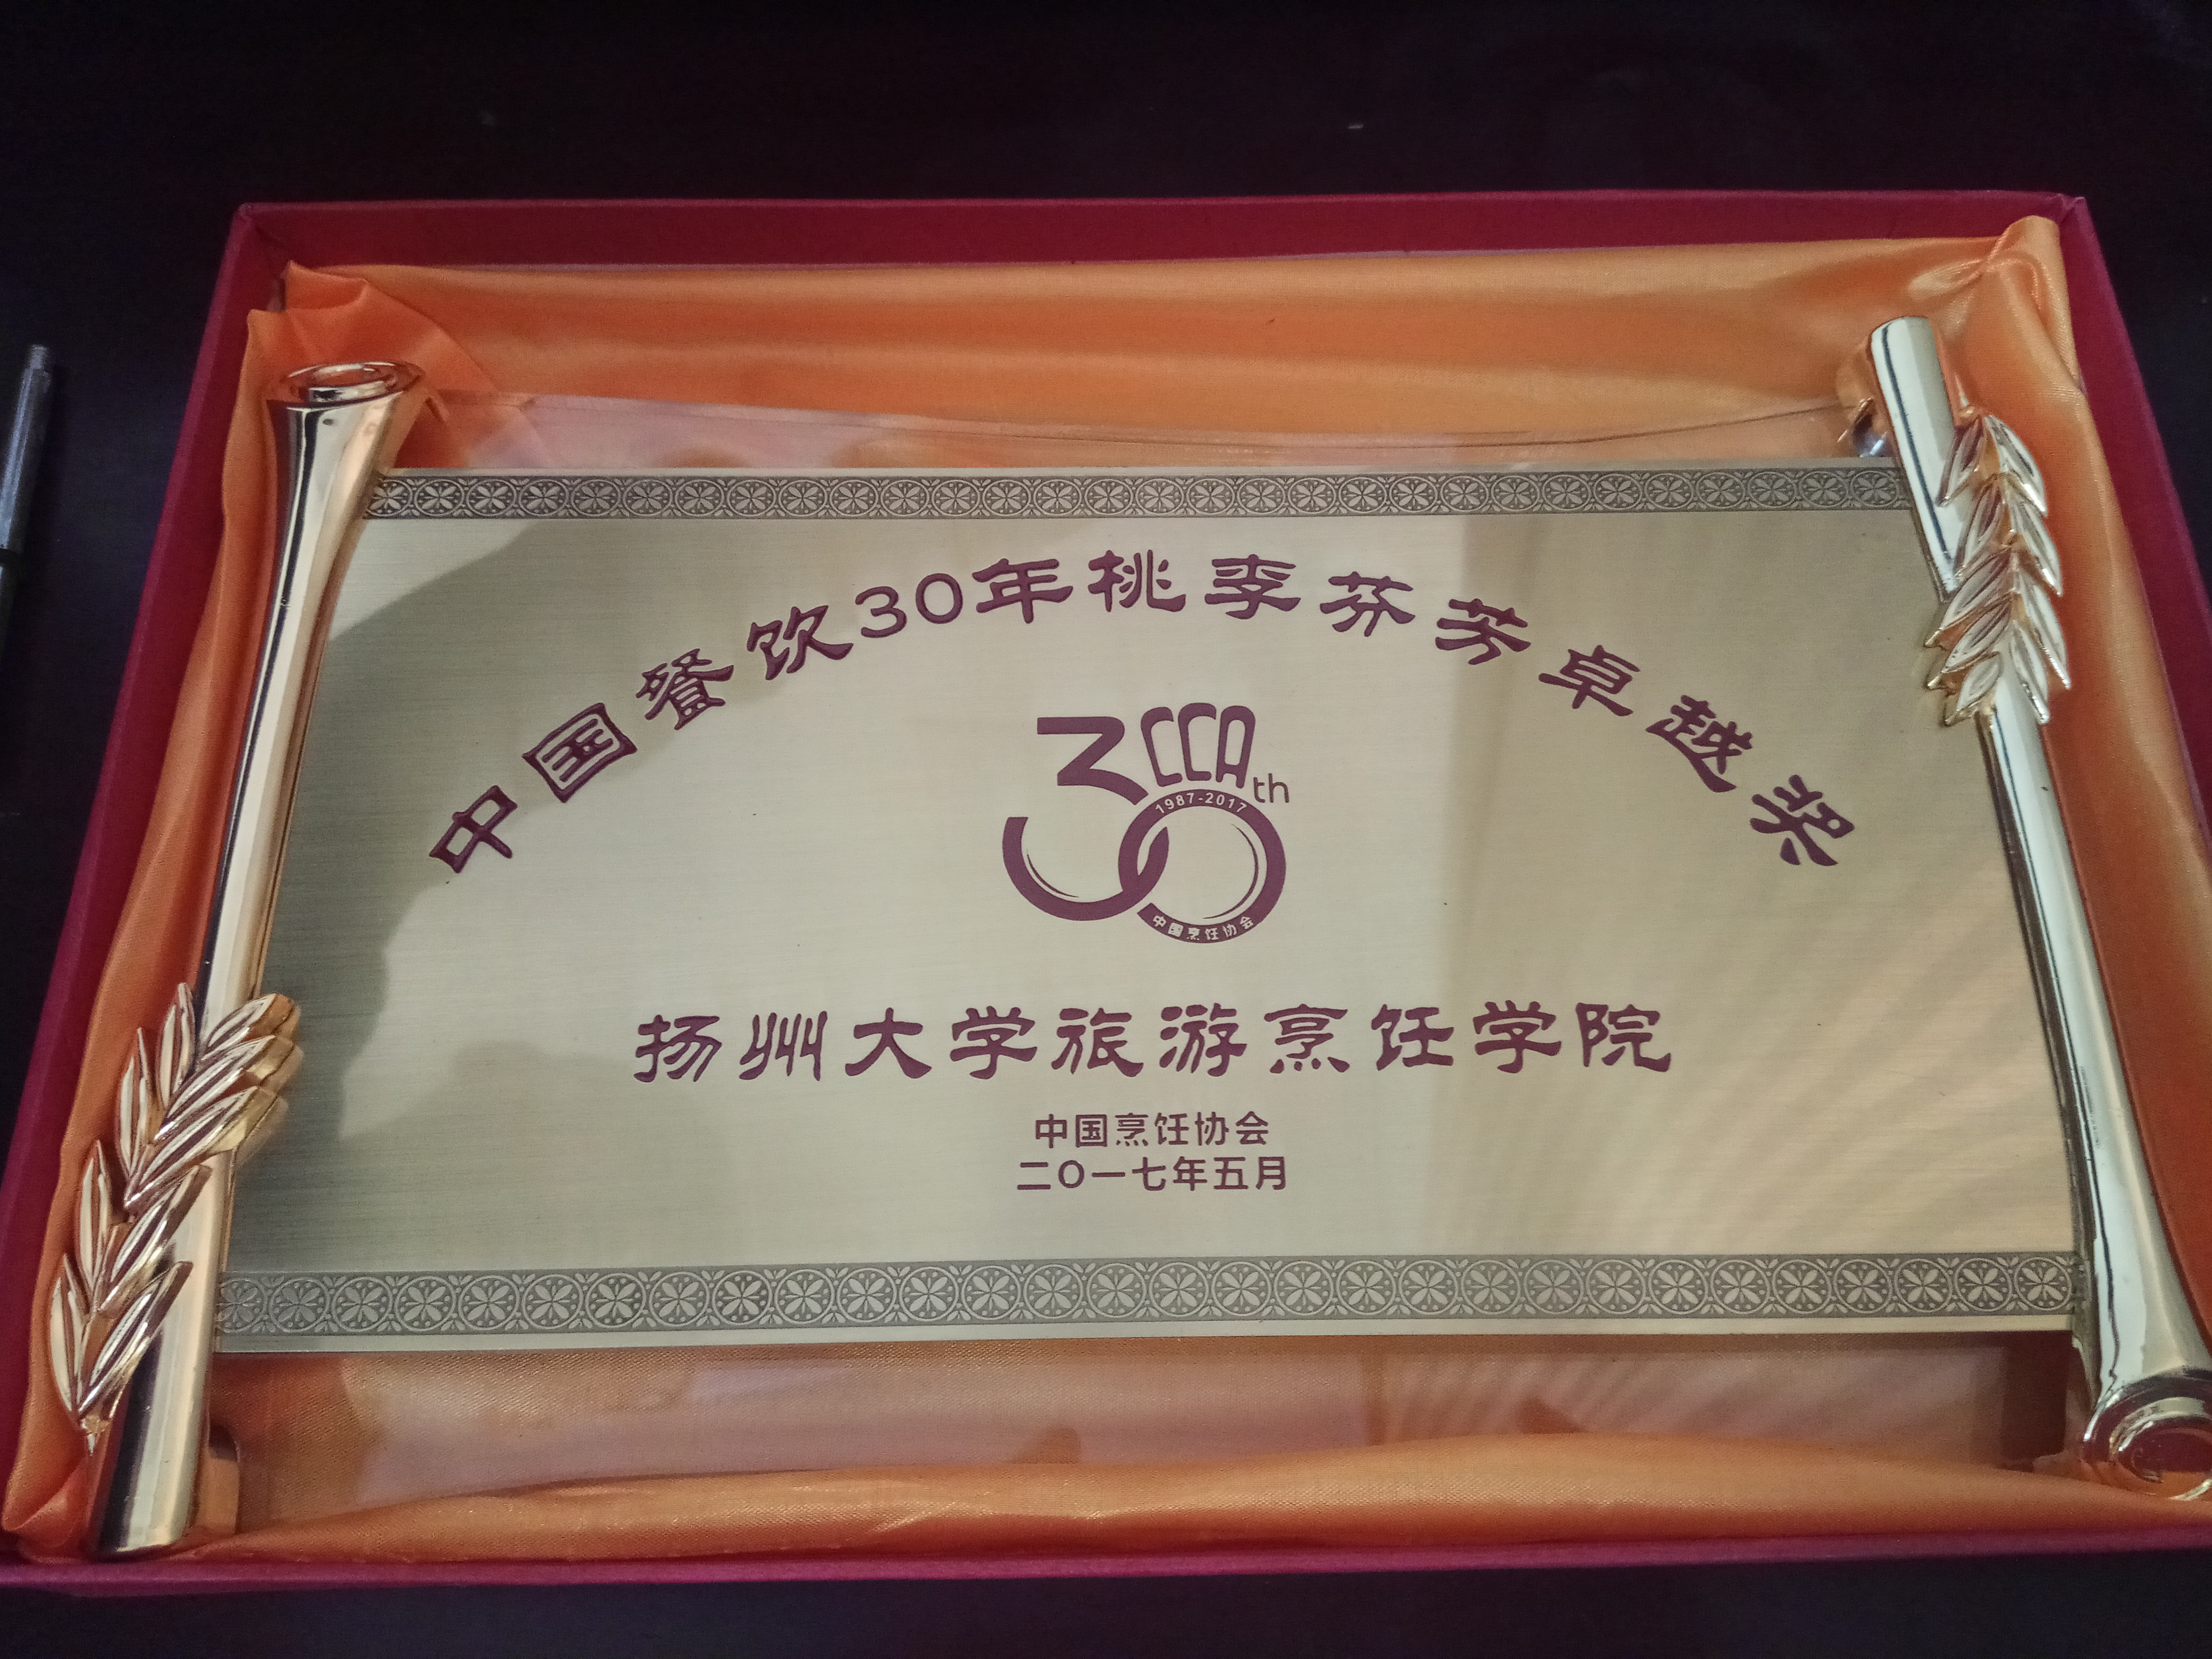 中国餐饮30年桃李芬芳卓越奖
30
CCA
th
1987-2017
中国烹饪协会
扬州大学旅游烹饪学院
中国烹饪协会
二〇一七年五月